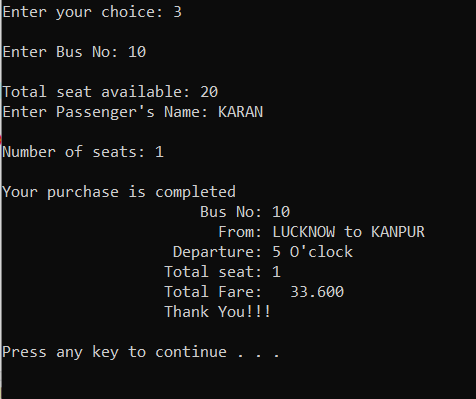 Enter your choice: 3
Enter Bus No: 10
Total seat available: 20
Enter Passenger's Name: KARAN
Number of seats: 1
Your purchase is completed
Bus No: 10
From: LUCKNOW to KANPUR
Departure: 5 O'clock
Total seat: 1
Total Fare:   33.600
Thank You!!!
Press any key to continue . . .